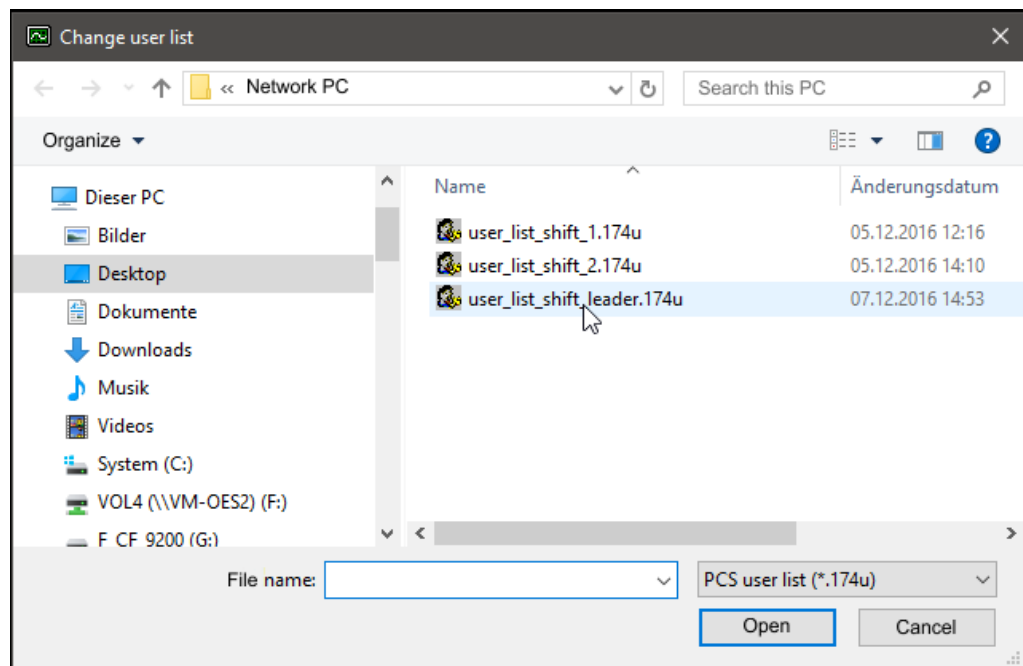 Change user list
« Network PC
Search this PC
Organize
?
Dieser PC
Bilder
Desktop
Dokumente
Downloads
Musik
Videos
System (C:)
VOL4 (\\VM-OES2) (F:)
F_CF_9200 (G:)
Name Änderungsdatum
user_list_shift_1.174u 05.12.2016 12:16
user_list_shift_2.174u 05.12.2016 14:10
user_list_shift_leader.174u 07.12.2016 14:53
File name:
PCS user list (*.174u)
Open Cancel